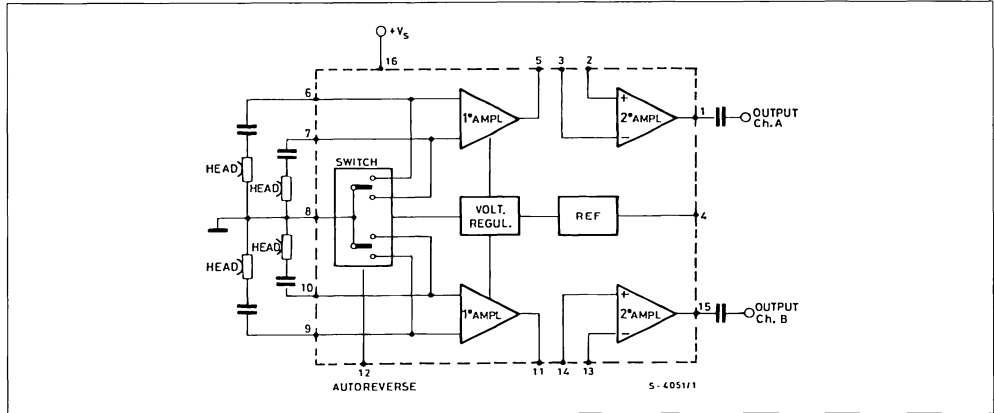 +Vs
16
5
3
2
6
1°AMPL
+
2°AMPL
−
1
OUTPUT
Ch.A
7
HEAD
HEAD
SWITCH
8
VOLT.
REGUL.
REF
4
HEAD
HEAD
10
9
1°AMPL
+
2°AMPL
−
15
OUTPUT
Ch. B
12
11
14
13
AUTOREVERSE
S-4051/1